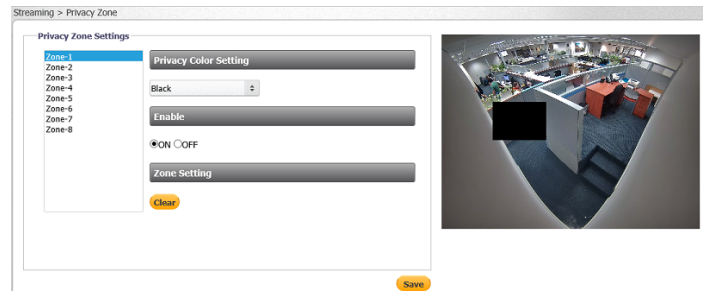 Streaming > Privacy Zone
Privacy Zone Settings
Zone-1
Zone-2
Zone-3
Zone-4
Zone-5
Zone-6
Zone-7
Zone-8
Privacy Color Setting
Black
Enable
ON OFF
Zone Setting
Clear
Save